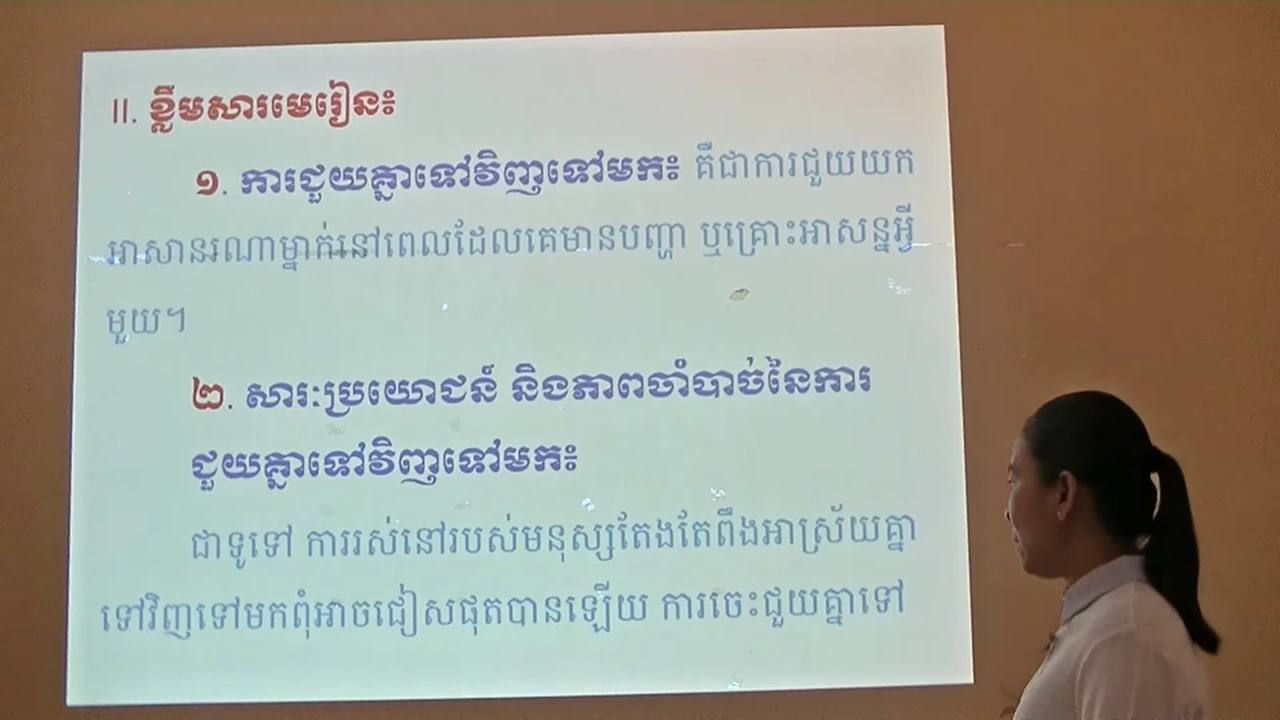 II. ខ្លឹមសារមេរៀន៖
១. ការជួយគ្នាទៅវិញទៅមក៖ គឺជាការជួយយក
អាសានរណាម្នាក់នៅពេលដែលគេមានបញ្ហា ឬគ្រោះអាសន្នអ្វី
មួយ។
២. សារៈប្រយោជន៍ និងភាពចាំបាច់នៃការ
ជួយគ្នាទៅវិញទៅមក៖
ជាទូទៅ ការរស់នៅរបស់មនុស្សតែងតែពឹងអាស្រ័យគ្នា
ទៅវិញទៅមកពុំអាចជៀសផុតបានឡើយ ការចេះជួយគ្នាទៅ